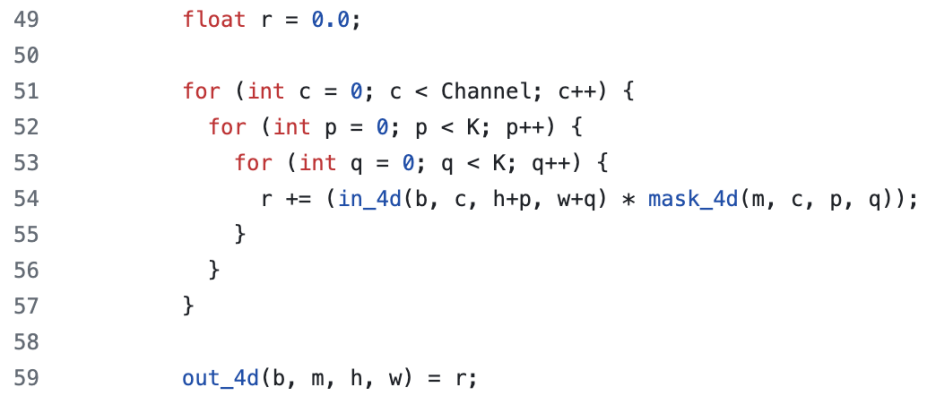 49 float r = 0.0;
50
51 for (int c = 0; c < Channel; c++) {
52 for (int p = 0; p < K; p++) {
53 for (int q = 0; q < K; q++) {
54 r += (in_4d(b, c, h+p, w+q) * mask_4d(m, c, p, q));
55 }
56 }
57 }
58
59 out_4d(b, m, h, w) = r;